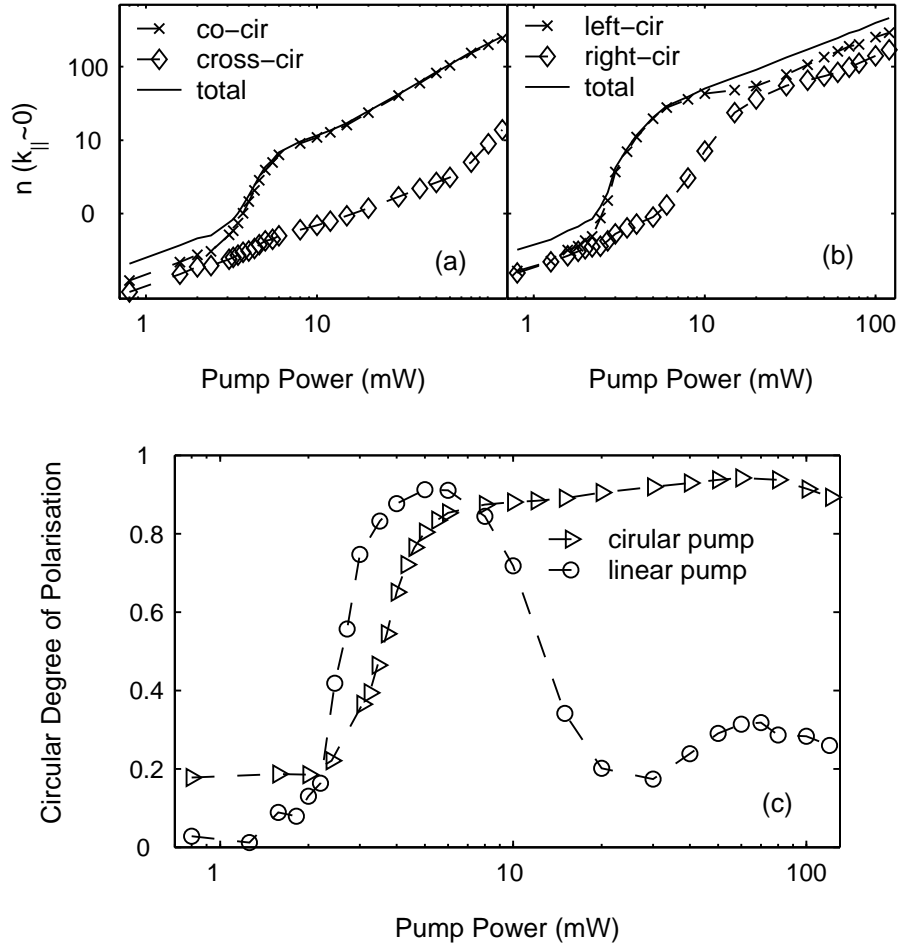 co-cir
cross-cir
total
(a)
100
10
0
n (k||~0)
1
10
Pump Power (mW)
left-cir
right-cir
total
(b)
1
10
100
Pump Power (mW)
1
0.8
0.6
0.4
0.2
0
Circular Degree of Polarisation
cirular pump
linear pump
(c)
1
10
100
Pump Power (mW)